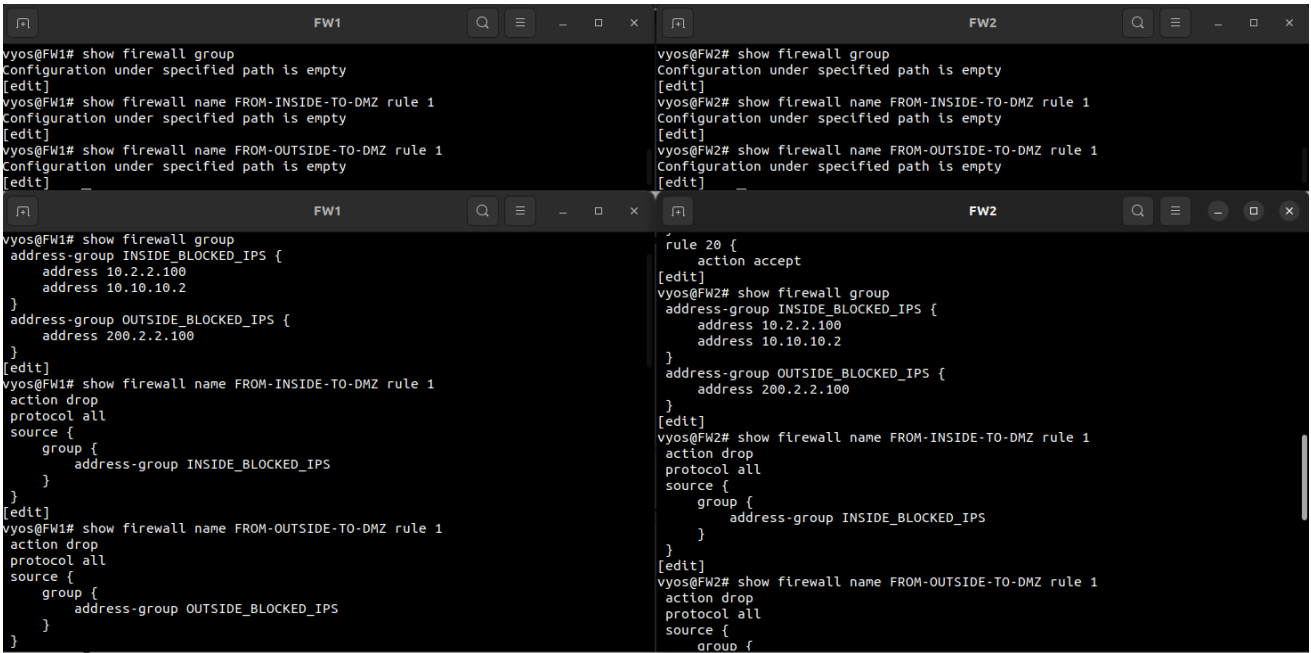 FW1
vyos@FW1# show firewall group
Configuration under specified path is empty
[edit]
vyos@FW1# show firewall name FROM-INSIDE-TO-DMZ rule 1
Configuration under specified path is empty
[edit]
vyos@FW1# show firewall name FROM-OUTSIDE-TO-DMZ rule 1
Configuration under specified path is empty
[edit]
FW2
vyos@FW2# show firewall group
Configuration under specified path is empty
[edit]
vyos@FW2# show firewall name FROM-INSIDE-TO-DMZ rule 1
Configuration under specified path is empty
[edit]
vyos@FW2# show firewall name FROM-OUTSIDE-TO-DMZ rule 1
Configuration under specified path is empty
[edit]
FW1
vyos@FW1# show firewall group
address-group INSIDE_BLOCKED_IPS {
address 10.2.2.100
address 10.10.10.2
}
address-group OUTSIDE_BLOCKED_IPS {
address 200.2.2.100
}
[edit]
vyos@FW1# show firewall name FROM-INSIDE-TO-DMZ rule 1
action drop
protocol all
source {
group {
address-group INSIDE_BLOCKED_IPS
}
}
[edit]
vyos@FW1# show firewall name FROM-OUTSIDE-TO-DMZ rule 1
action drop
protocol all
source {
group {
address-group OUTSIDE_BLOCKED_IPS
}
}
FW2
}
rule 20 {
action accept
[edit]
vyos@FW2# show firewall group
address-group INSIDE_BLOCKED_IPS {
address 10.2.2.100
address 10.10.10.2
}
address-group OUTSIDE_BLOCKED_IPS {
address 200.2.2.100
}
[edit]
vyos@FW2# show firewall name FROM-INSIDE-TO-DMZ rule 1
action drop
protocol all
source {
group {
address-group INSIDE_BLOCKED_IPS
}
}
[edit]
vyos@FW2# show firewall name FROM-OUTSIDE-TO-DMZ rule 1
action drop
protocol all
source {
group {